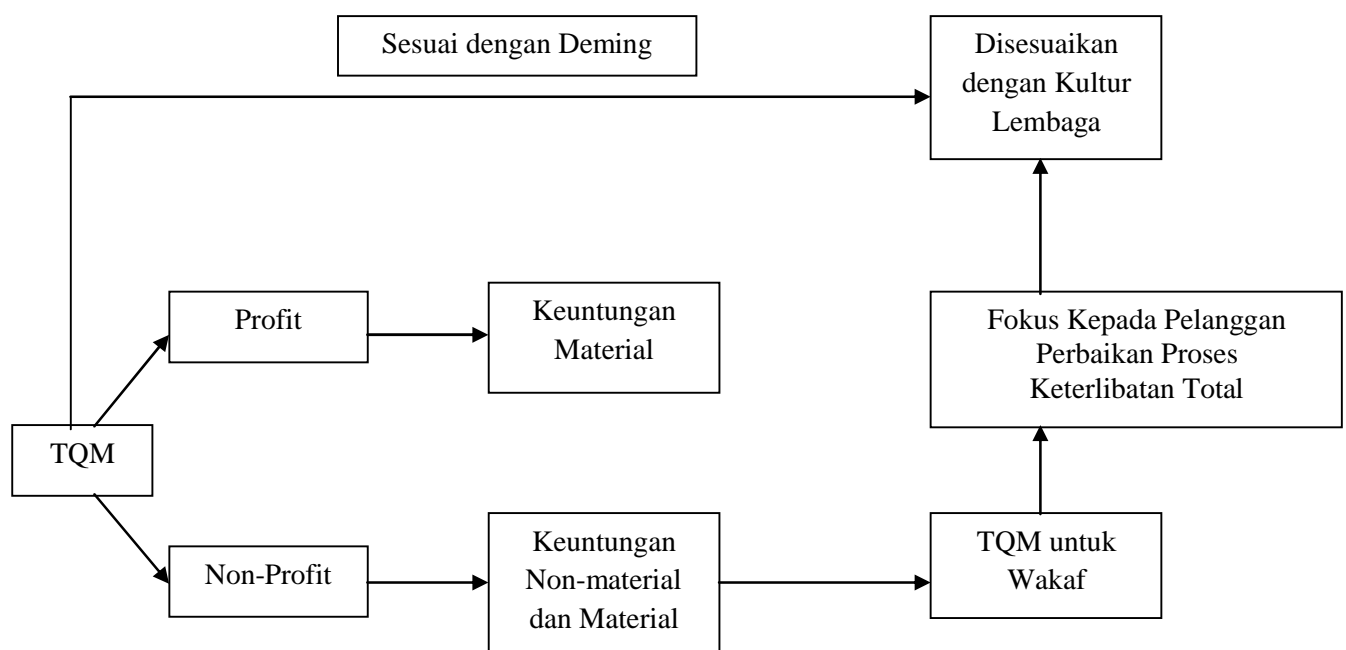 Sesuai dengan Deming
Disesuaikan
dengan Kultur
Lembaga
Profit
Keuntungan
Material
Fokus Kepada Pelanggan
Perbaikan Proses
Keterlibatan Total
TQM
Non-Profit
Keuntungan
Non-material
dan Material
TQM untuk
Wakaf